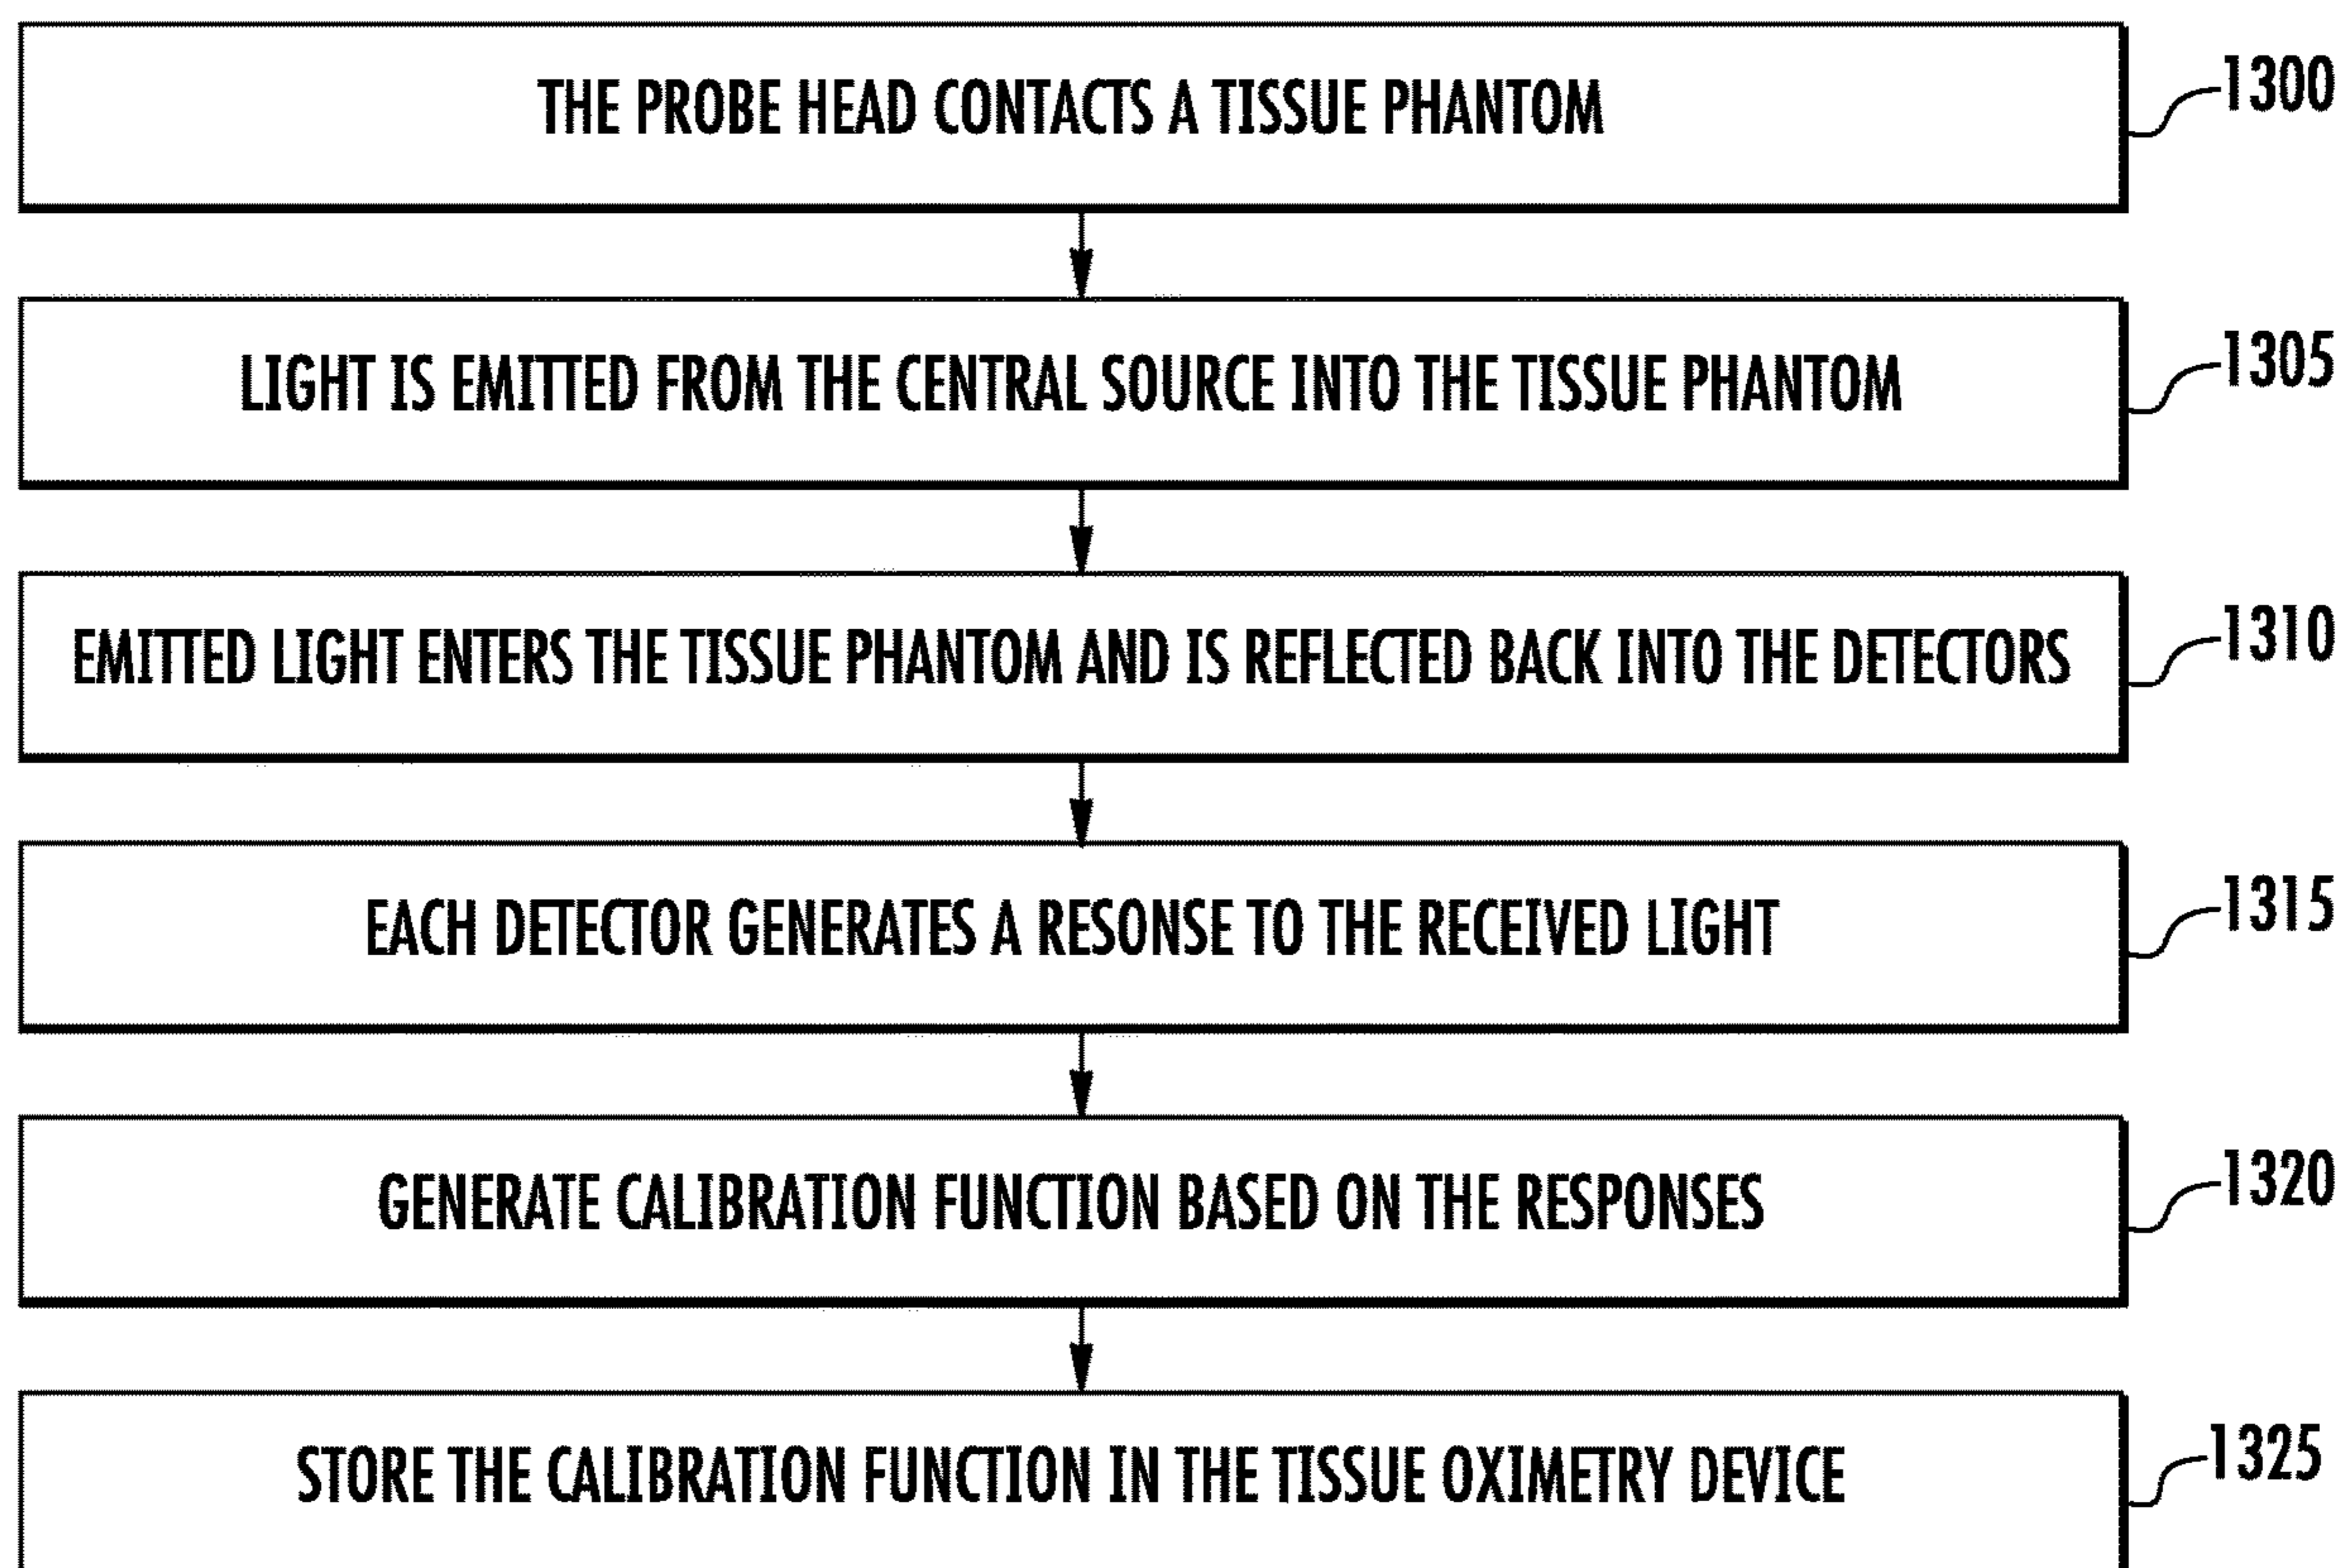 THE PROBE HEAD CONTACTS A TISSUE PHANTOM
1300
LIGHT IS EMITTED FROM THE CENTRAL SOURCE INTO THE TISSUE PHANTOM
1305
EMITTED LIGHT ENTERS THE TISSUE PHANTOM AND IS REFLECTED BACK INTO THE DETECTORS
1310
EACH DETECTOR GENERATES A RESONSE TO THE RECEIVED LIGHT
1315
GENERATE CALIBRATION FUNCTION BASED ON THE RESPONSES
1320
STORE THE CALIBRATION FUNCTION IN THE TISSUE OXIMETRY DEVICE
1325